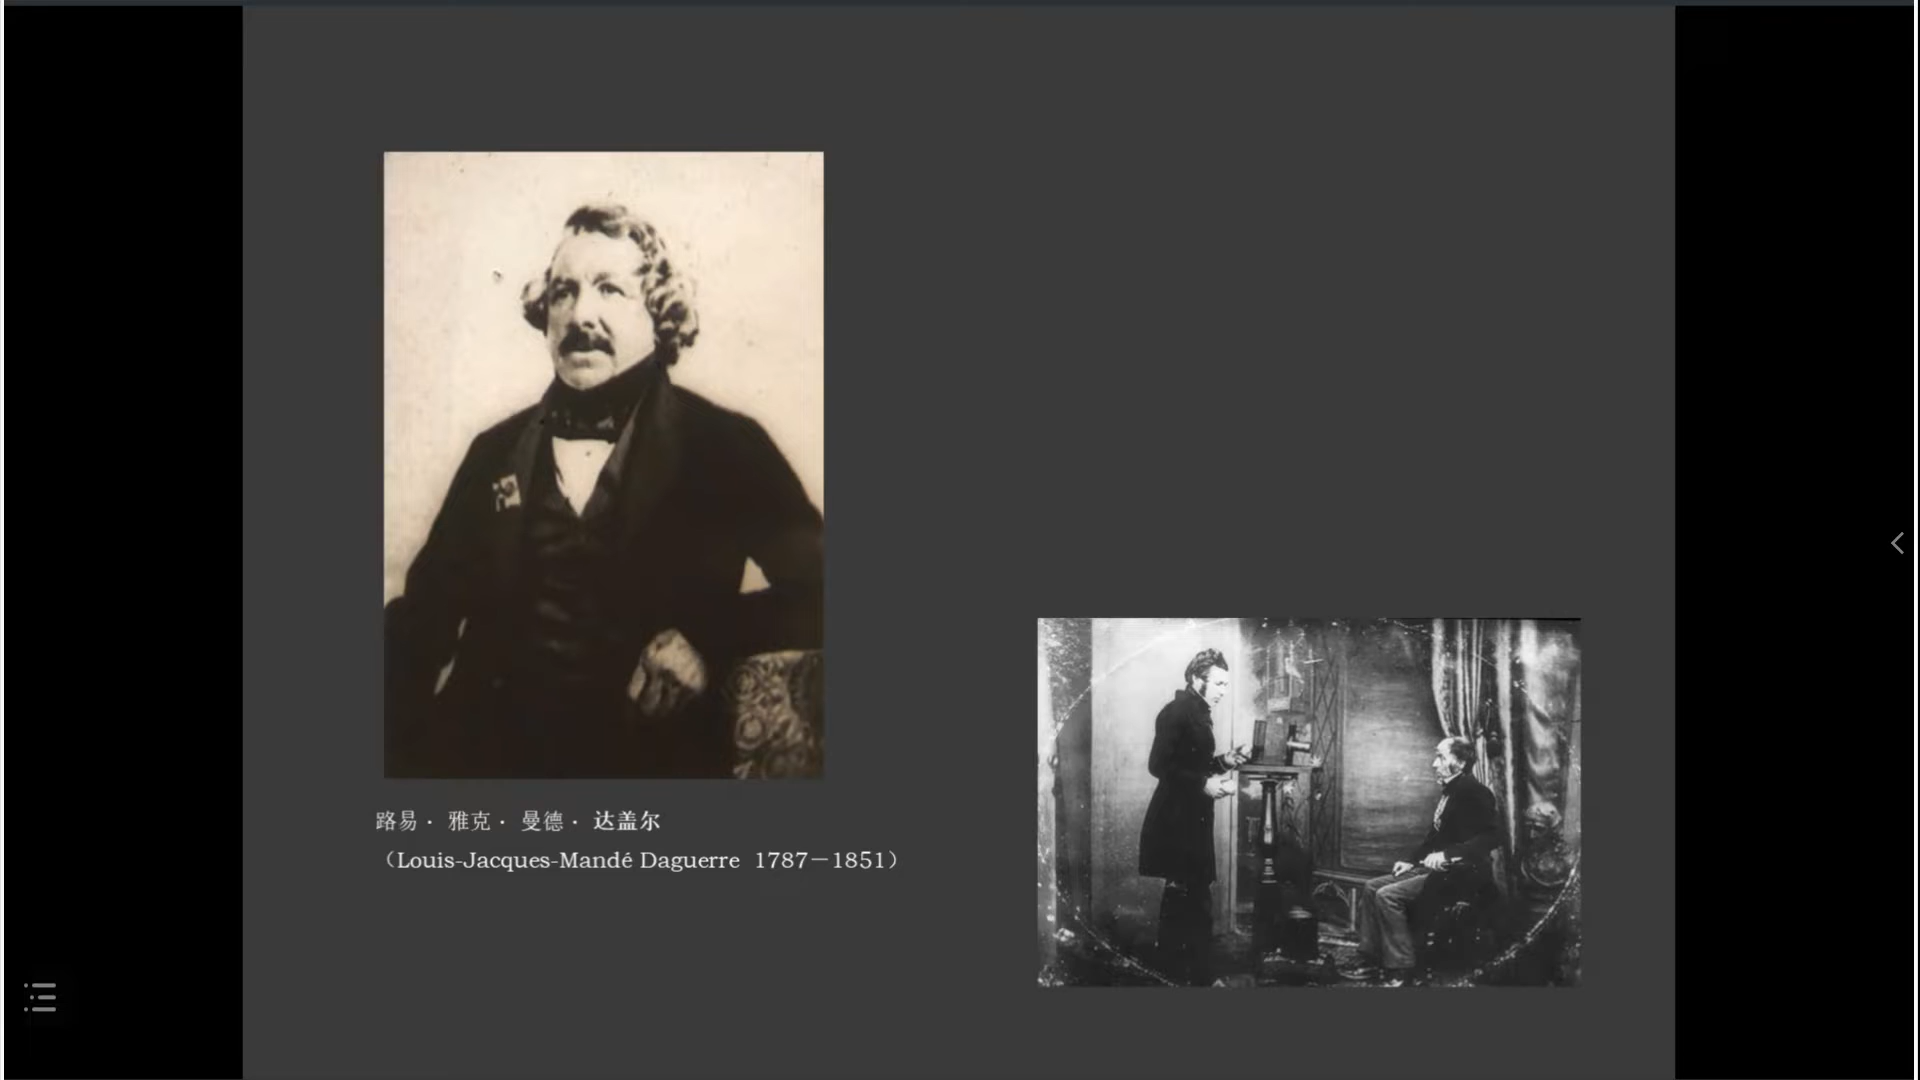 路易· 雅克· 曼德· 达盖尔
（Louis-Jacques-Mandé Daguerre 1787－1851）